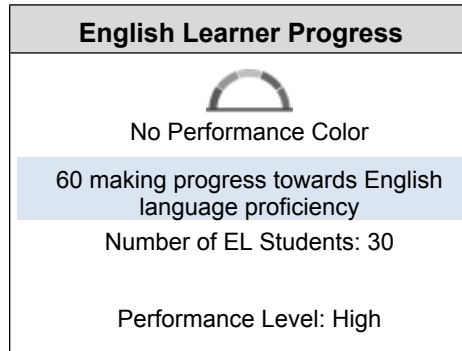 English Learner Progress
No Performance Color
60 making progress towards English
language proficiency
Number of EL Students: 30
Performance Level: High